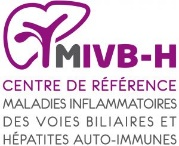 MIVB-H
CENTRE DE RÉFÉRENCE
MALADIES INFLAMMATOIRES
DES VOIES BILIAIRES ET
HÉPATITES AUTO-IMMUNES